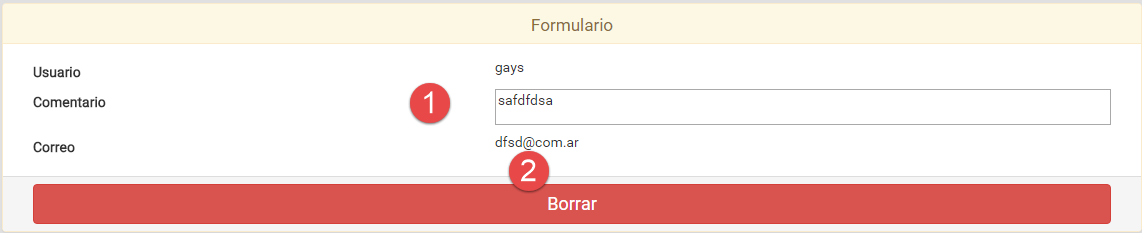 Formulario
Usuario gays
Comentario 1 safdfdsa
Correo dfsd@com.ar
2
Borrar